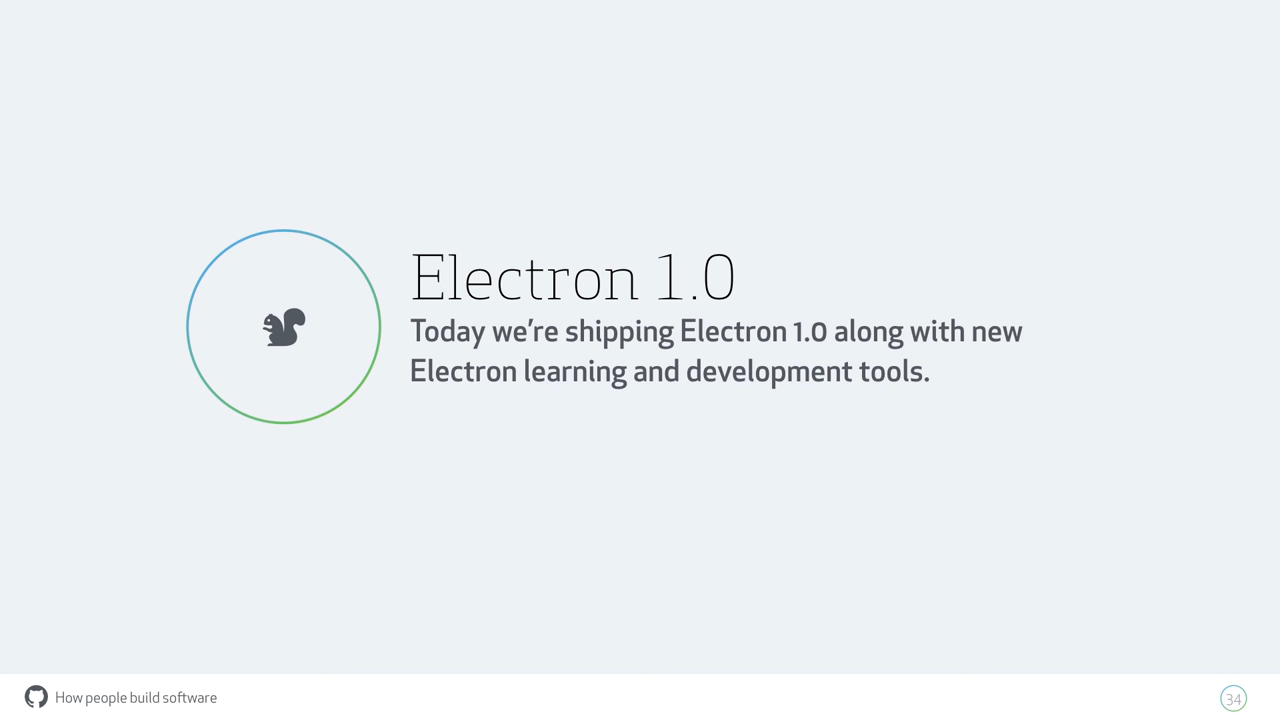 Electron 1.0
Today we’re shipping Electron 1.0 along with new
Electron learning and development tools.
How people build software
34